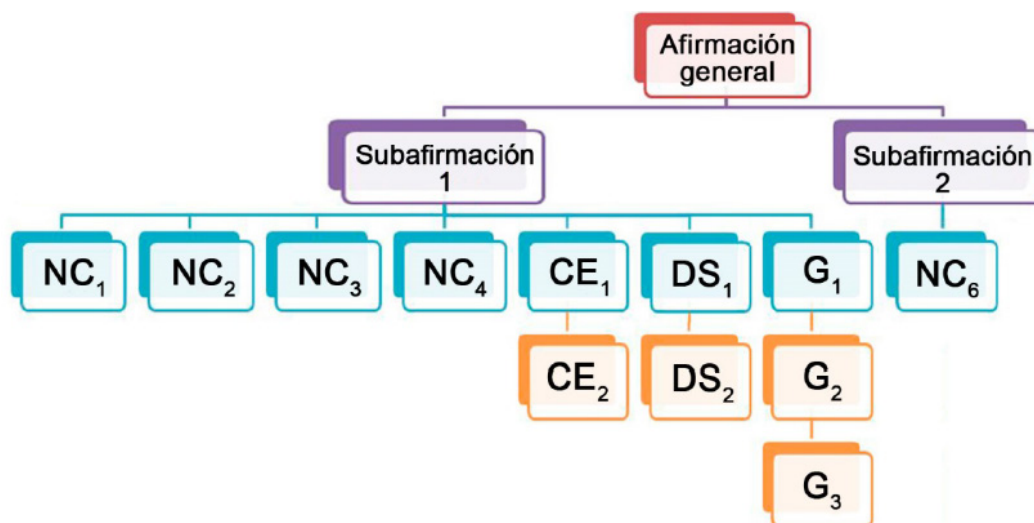 Afirmación
general
Subafirmación
1
Subafirmación
2
NC₁
NC₂
NC₃
NC₄
CE₁
DS₁
G₁
NC₆
CE₂
DS₂
G₂
G₃